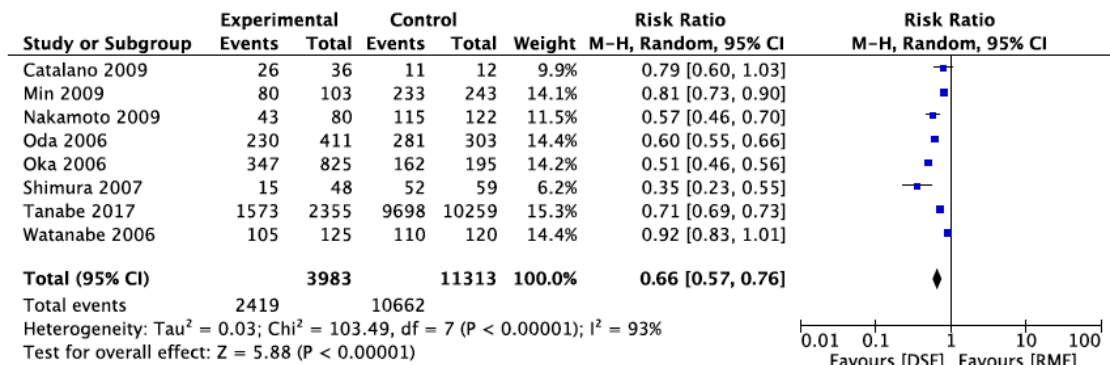 Experimental Control Risk Ratio Risk Ratio
Study or Subgroup Events Total Events Total Weight M-H, Random, 95% CI M-H, Random, 95% CI
Catalano 2009 26 36 11 12 9.9% 0.79 [0.60, 1.03]
Min 2009 80 103 233 243 14.1% 0.81 [0.73, 0.90]
Nakamoto 2009 43 80 115 122 11.5% 0.57 [0.46, 0.70]
Oda 2006 230 411 281 303 14.4% 0.60 [0.55, 0.66]
Oka 2006 347 825 162 195 14.2% 0.51 [0.46, 0.56]
Shimura 2007 15 48 52 59 6.2% 0.35 [0.23, 0.55]
Tanabe 2017 1573 2355 9698 10259 15.3% 0.71 [0.69, 0.73]
Watanabe 2006 105 125 110 120 14.4% 0.92 [0.83, 1.01]
Total (95% CI) 3983 11313 100.0% 0.66 [0.57, 0.76]
Total events 2419 10662
Heterogeneity: Tau² = 0.03; Chi² = 103.49, df = 7 (P < 0.00001); I² = 93%
Test for overall effect: Z = 5.88 (P < 0.00001)
0.01 0.1 1 10 100
Favours [DSF] Favours [RMF]